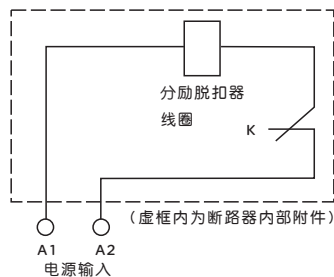 分励脱扣器
线圈
K
（虚框内为断路器内部附件）
A1 A2
电源输入